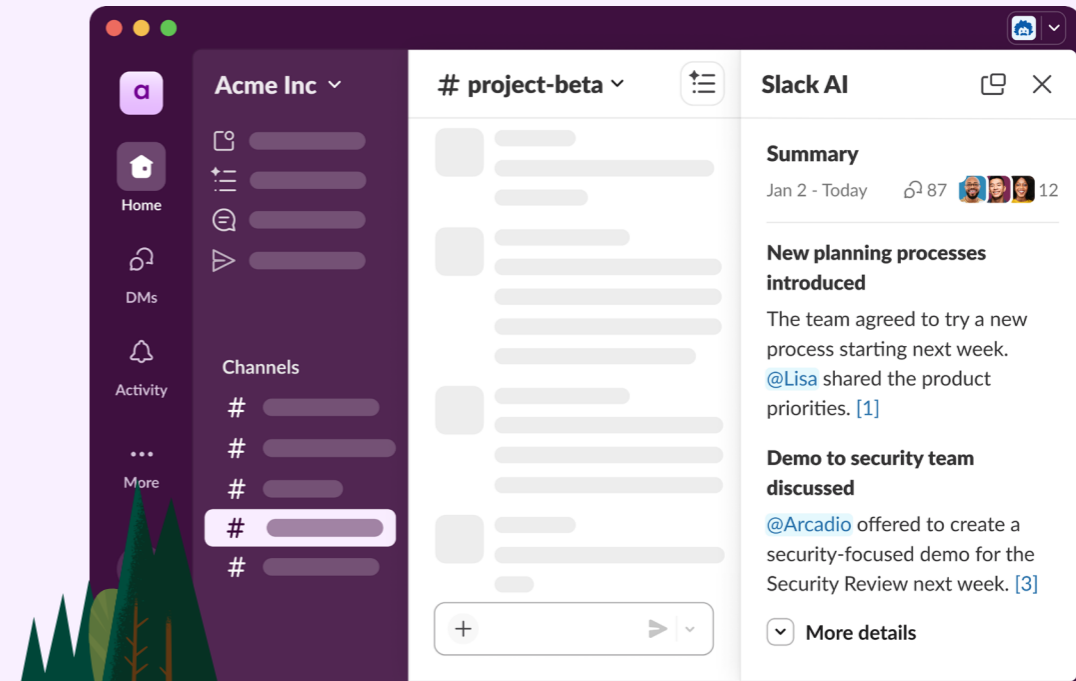 a
Home
DMs
Activity
More
Acme Inc
Channels
#
#
#
#
#
# project-beta
Slack AI
Summary
Jan 2 - Today 87 12
New planning processes
introduced
The team agreed to try a new
process starting next week.
@Lisa shared the product
priorities. [1]
Demo to security team
discussed
@Arcadio offered to create a
security-focused demo for the
Security Review next week. [3]
More details